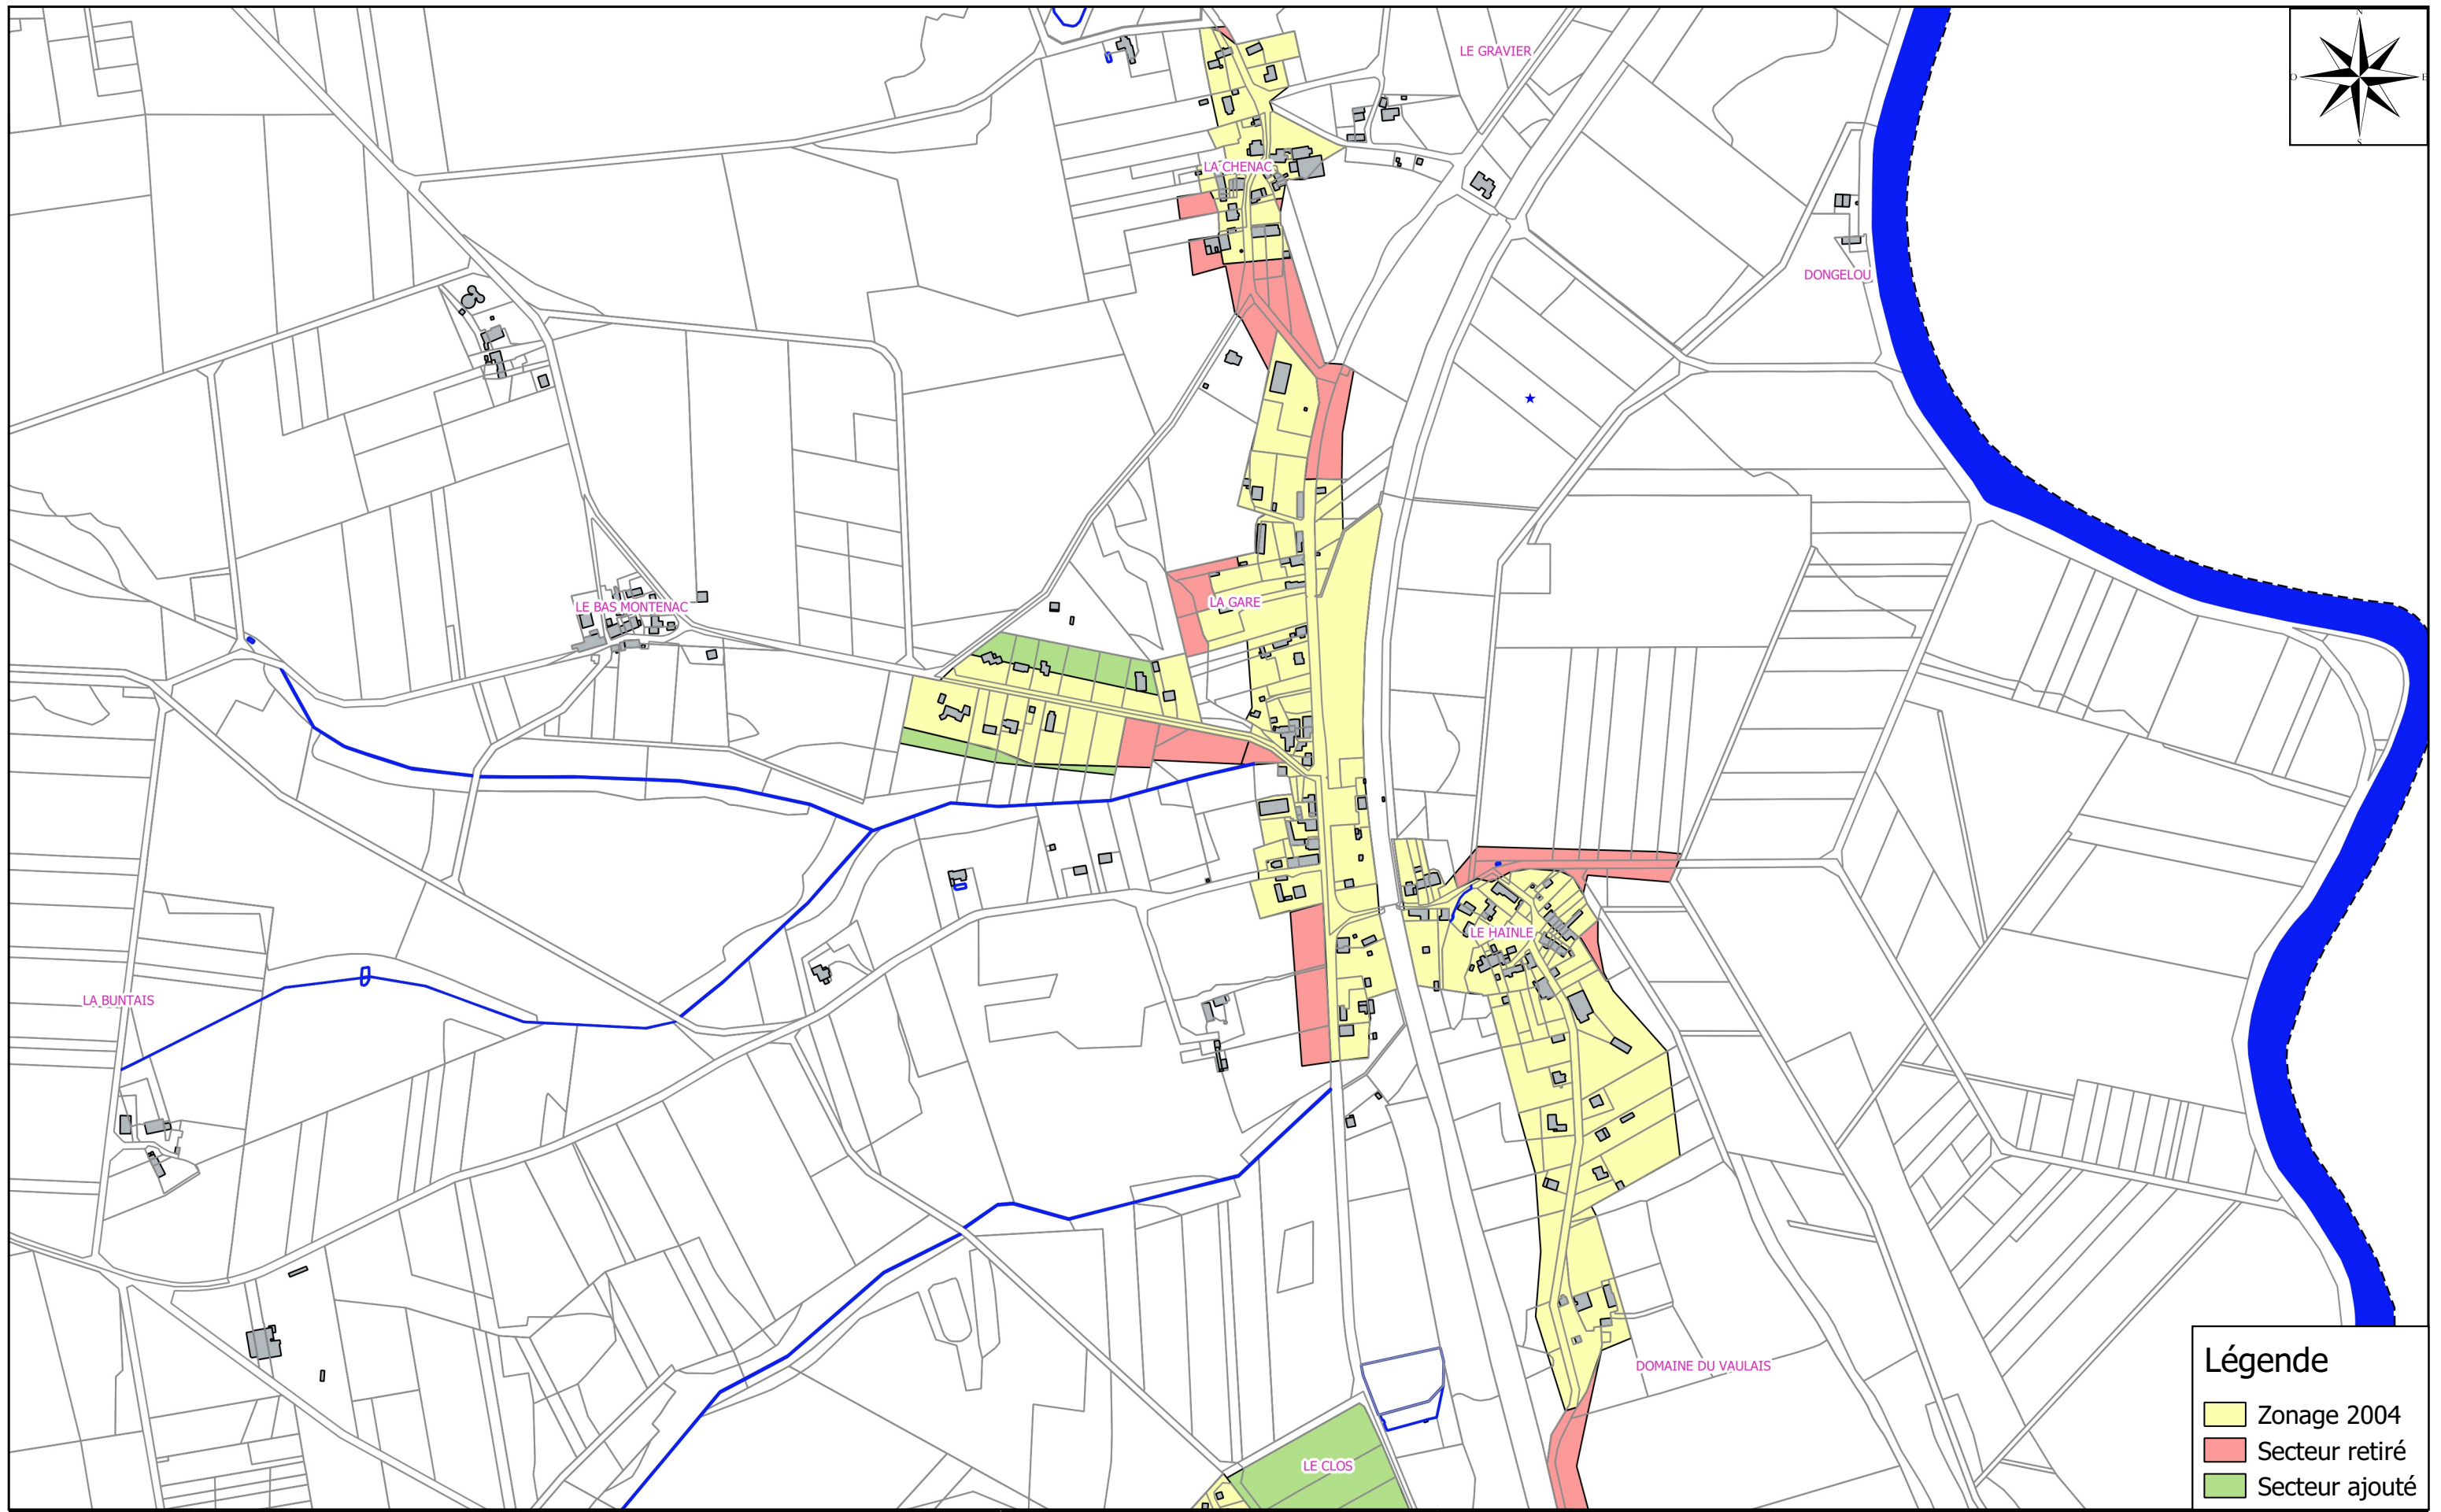 N
LE GRAVIER
O
E
S
LA CHENAC
DONGELOU
LE BAS MONTENAC
LA GARE
LE HAINLE
LA BUNTAIS
DOMAINE DU VAULAIS
LE CLOS
Légende
Zonage 2004
Secteur retiré
Secteur ajouté